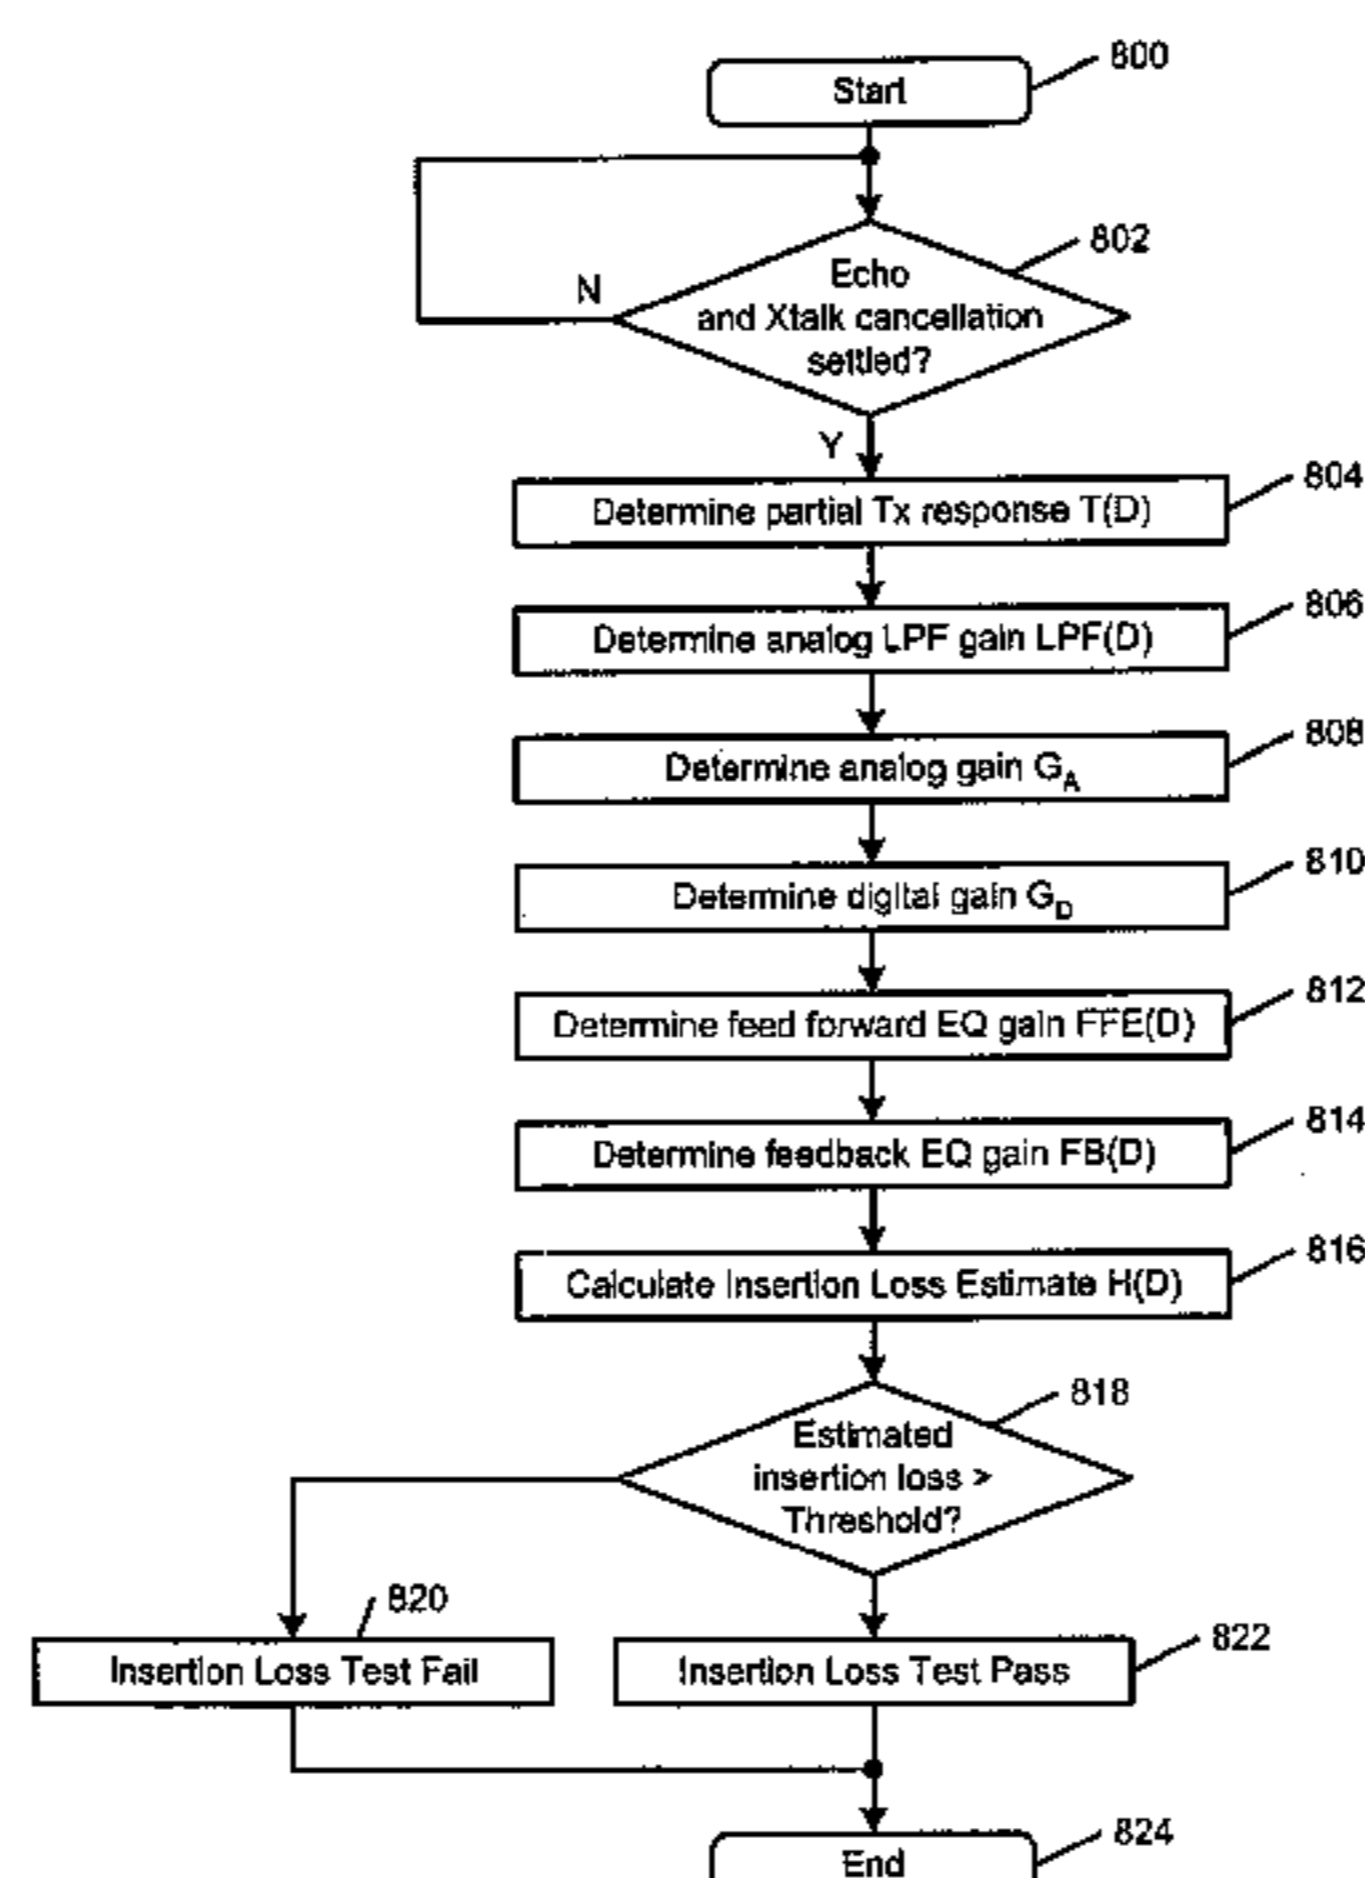 800
Start
802
Echo
and Xtalk cancellation
settled?
N
Y
804
Determine partial Tx response T(D)
806
Determine analog LPF gain LPF(D)
808
Determine analog gain G_A
810
Determine digital gain G_D
812
Determine feed forward EQ gain FFE(D)
814
Determine feedback EQ gain FB(D)
816
Calculate Insertion Loss Estimate H(D)
818
Estimated
insertion loss >
Threshold?
820
Insertion Loss Test Fail
822
Insertion Loss Test Pass
824
End